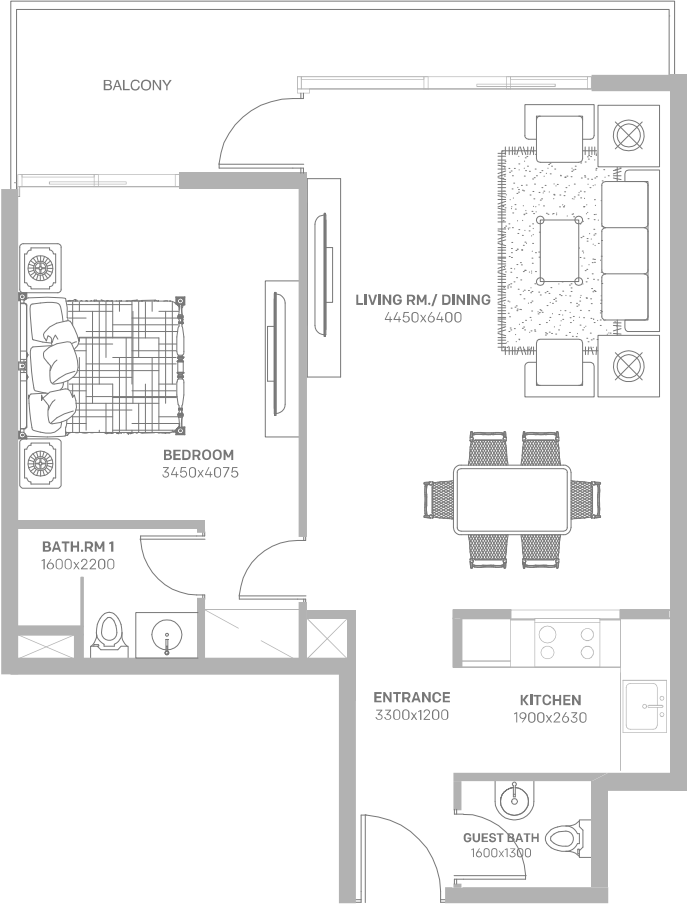 BALCONY
LIVING RM./ DINING
4450x6400
BEDROOM
3450x4075
BATH.RM 1
1600x2200
ENTRANCE
3300x1200
KITCHEN
1900x2630
GUEST BATH
1600x1300